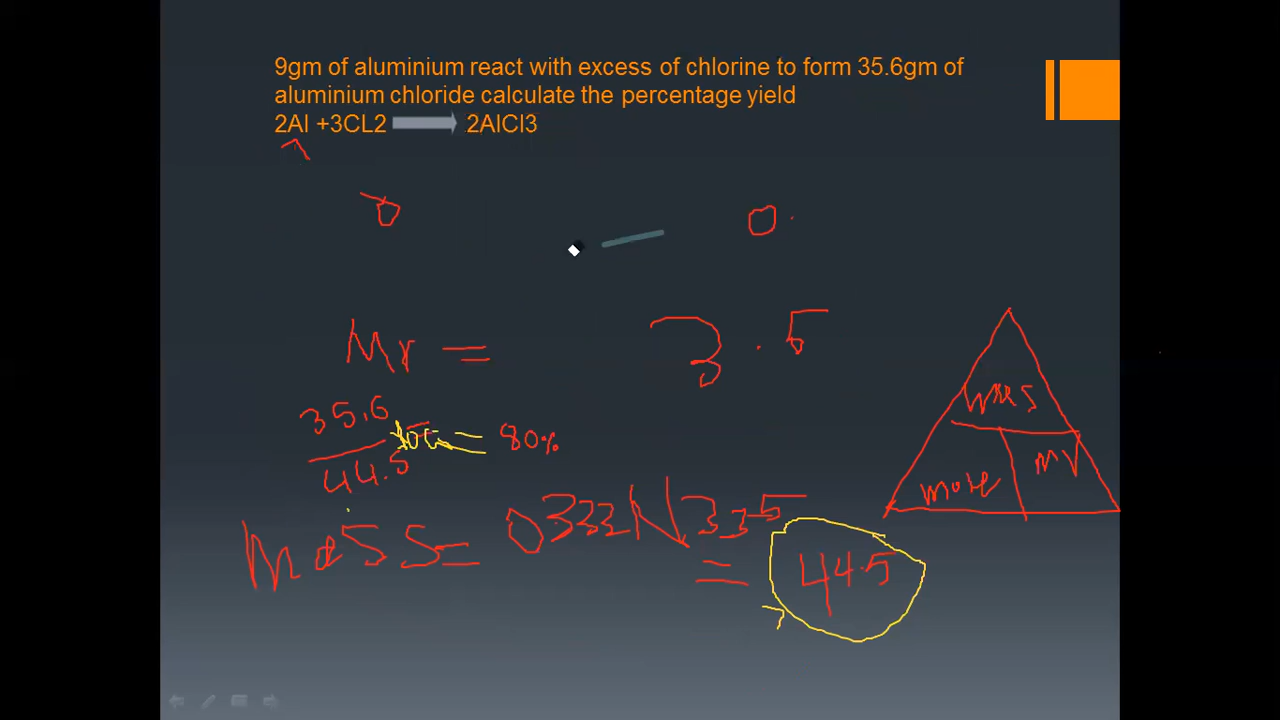 9gm of aluminium react with excess of chlorine to form 35.6gm of
aluminium chloride calculate the percentage yield
2Al +3CL2 2AlCl3
0
0.
Mr = 3.5
35.6
44.5
100 = 80%
Mass = 0.333
= 44.5
Mass
mole Mr